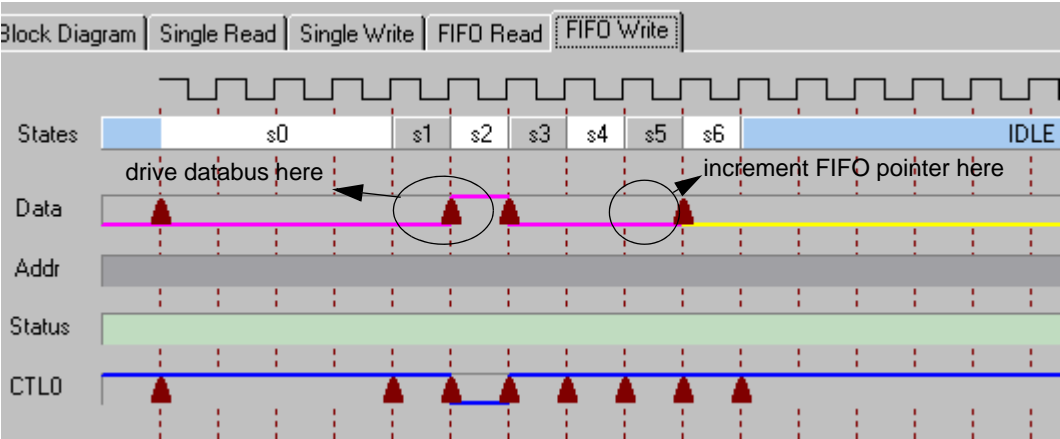 Block Diagram Single Read Single Write FIFO Read FIFO Write
States s0 s1 s2 s3 s4 s5 s6 IDLE
drive databus here increment FIFO pointer here
Data
Addr
Status
CTL0